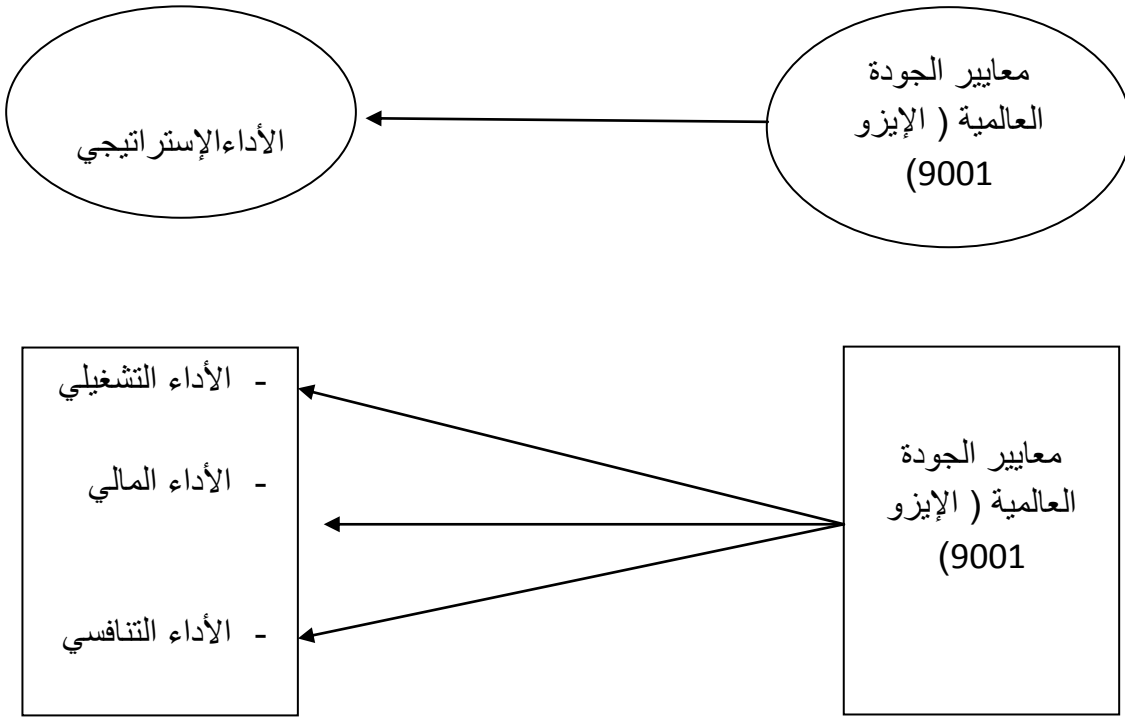 معايير الجودة
العالمية ( الإيزو
9001)
الأداءالإستراتيجي
معايير الجودة
العالمية ( الإيزو
9001)
- الأداء التشغيلي
- الأداء المالي
- الأداء التنافسي